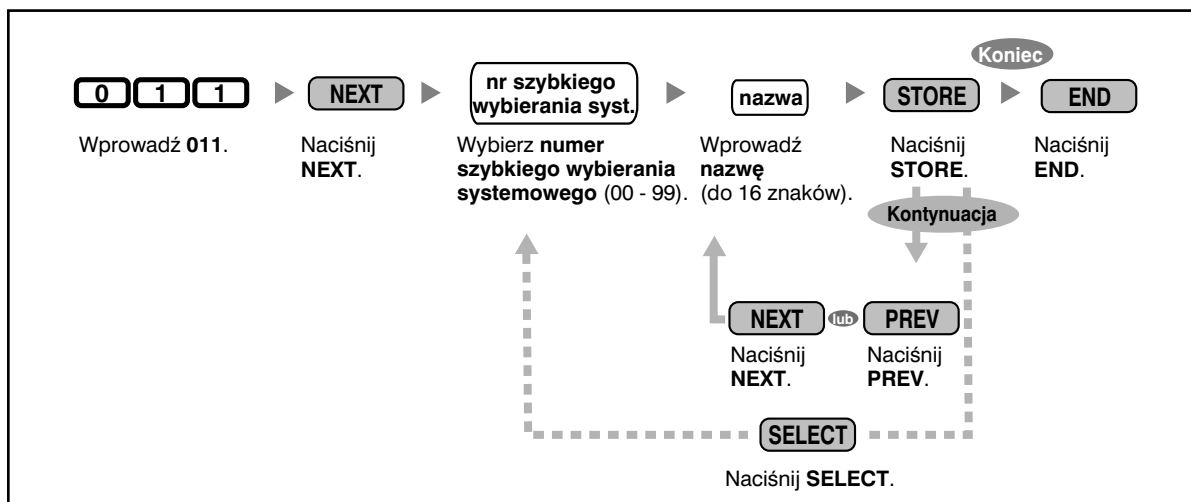 Koniec
0 1 1
NEXT
nr szybkiego
wybierania syst.
nazwa
STORE
END
Wprowadź 011.
Naciśnij
NEXT.
Wybierz numer
szybkiego wybierania
systemowego (00 - 99).
Wprowadź
nazwę
(do 16 znaków).
Naciśnij
STORE.
Naciśnij
END.
Kontynuacja
NEXT lub PREV
Naciśnij
NEXT.
Naciśnij
PREV.
SELECT
Naciśnij SELECT.